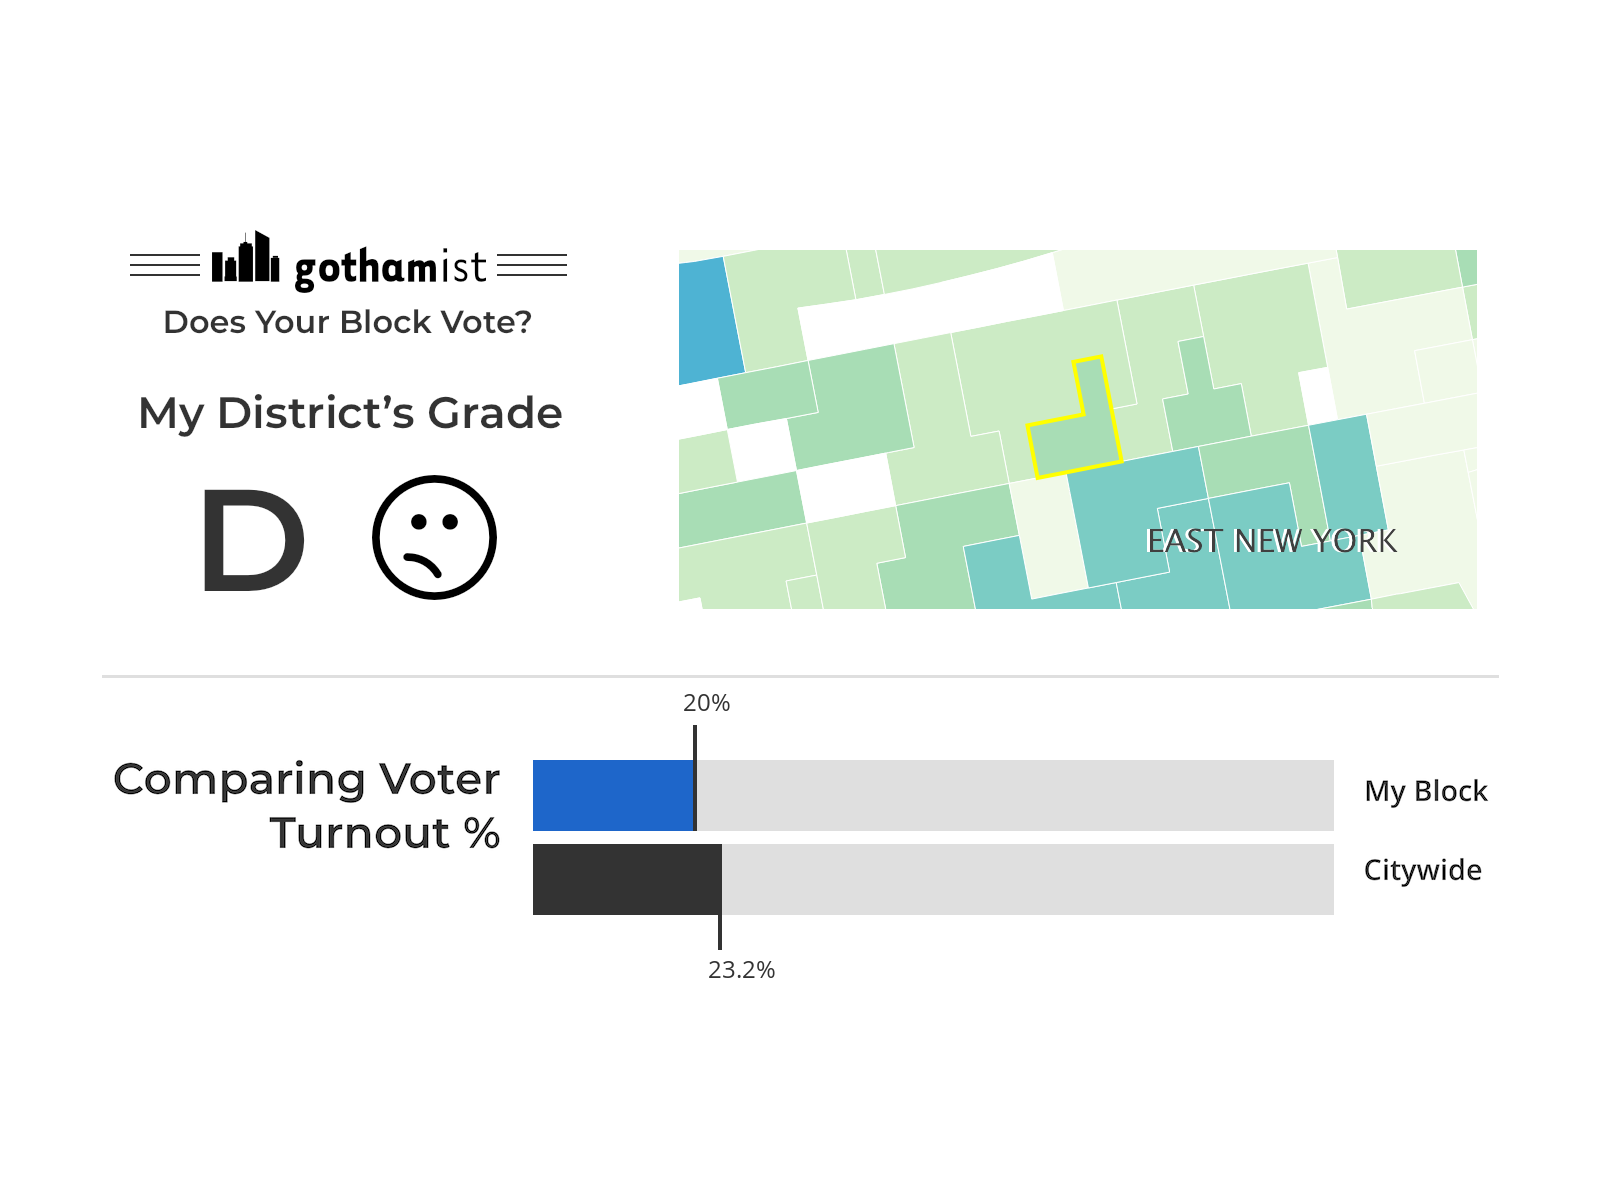 gothamist
Does Your Block Vote?
My District’s Grade
D
EAST NEW YORK
20%
Comparing Voter
Turnout %
My Block
Citywide
23.2%